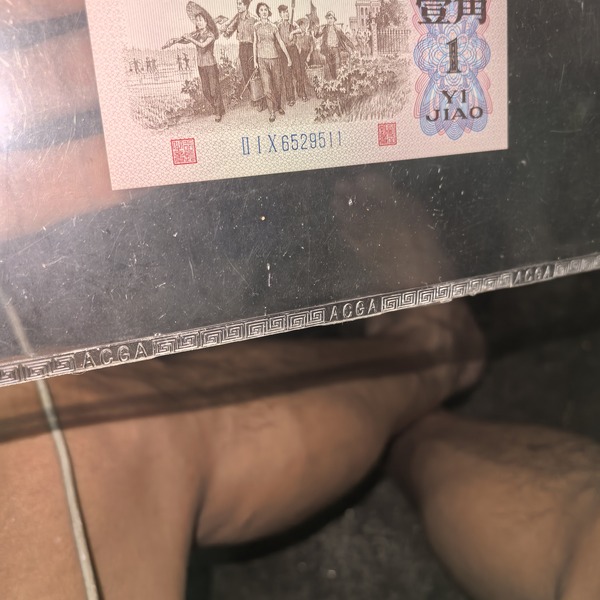 壹角
1
YI
JIAO
II I X 6529511
ACGA
ACGA
ACGA